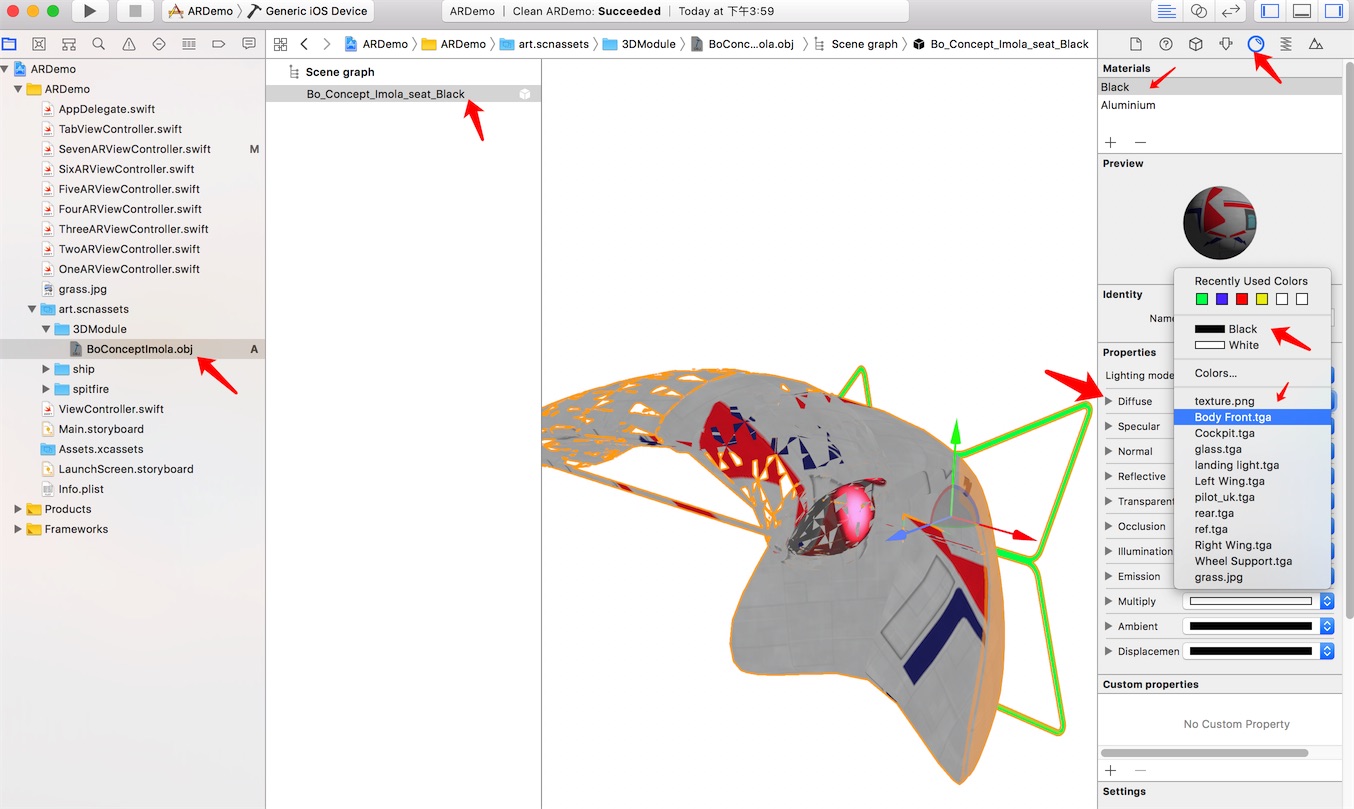 ARDemo
Generic iOS Device
ARDemo | Clean ARDemo: Succeeded | Today at 下午3:59
ARDemo
ARDemo
art.scnassets
3DModule
BoConc...ola.obj
Scene graph
Bo_Concept_Imola_seat_Black
ARDemo
ARDemo
AppDelegate.swift
TabViewController.swift
SevenARViewController.swift M
SixARViewController.swift
FiveARViewController.swift
FourARViewController.swift
ThreeARViewController.swift
TwoARViewController.swift
OneARViewController.swift
grass.jpg
art.scnassets
3DModule
BoConceptImola.obj A
ship
spitfire
ViewController.swift
Main.storyboard
Assets.xcassets
LaunchScreen.storyboard
Info.plist
Products
Frameworks
Scene graph
Bo_Concept_Imola_seat_Black
Materials
Black
Aluminium
Preview
Identity
Name
Properties
Lighting mode
Diffuse
Specular
Normal
Reflective
Transparent
Occlusion
Illumination
Emission
Multiply
Ambient
Displacemen
Recently Used Colors
Black
White
Colors...
texture.png
Body Front.tga
Cockpit.tga
glass.tga
landing light.tga
Left Wing.tga
pilot_uk.tga
rear.tga
ref.tga
Right Wing.tga
Wheel Support.tga
grass.jpg
Custom properties
No Custom Property
Settings